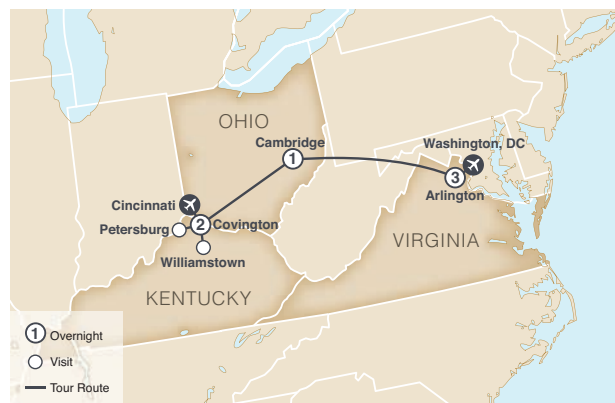 OHIO
Washington, DC
Cambridge
1
3
Arlington
Cincinnati
Petersburg
2
Covington
VIRGINIA
Williamstown
KENTUCKY
1 Overnight
Visit
Tour Route